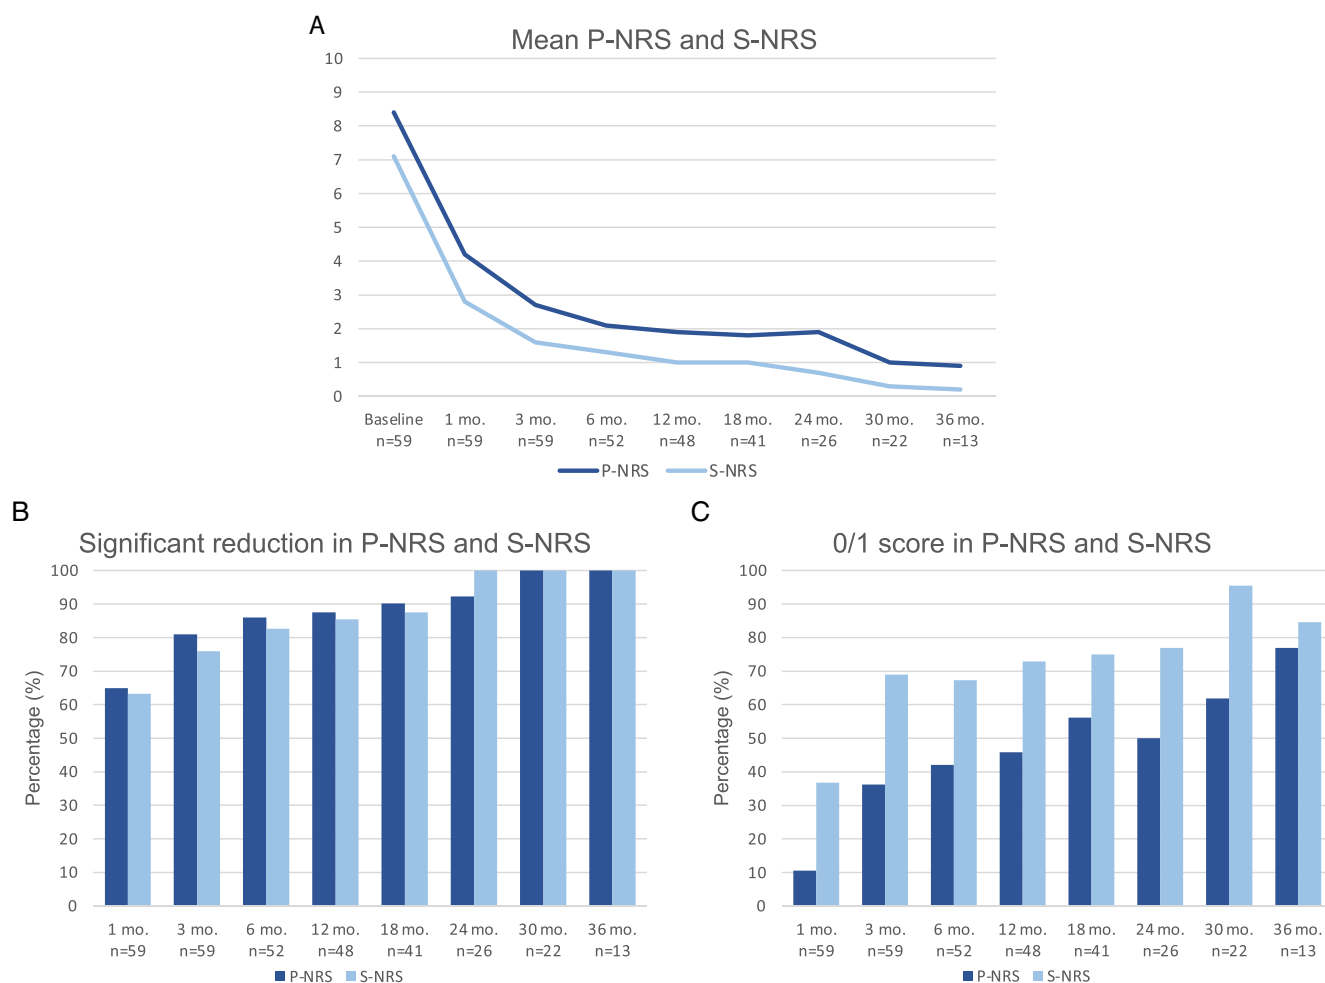 A
Mean P-NRS and S-NRS
10
9
8
7
6
5
4
3
2
1
0
Baseline 1 mo. 3 mo. 6 mo. 12 mo. 18 mo. 24 mo. 30 mo. 36 mo.
n=59 n=59 n=59 n=52 n=48 n=41 n=26 n=22 n=13
P-NRS S-NRS
B
Significant reduction in P-NRS and S-NRS
Percentage (%)
100
90
80
70
60
50
40
30
20
10
0
1 mo. 3 mo. 6 mo. 12 mo. 18 mo. 24 mo. 30 mo. 36 mo.
n=59 n=59 n=52 n=48 n=41 n=26 n=22 n=13
P-NRS S-NRS
C
0/1 score in P-NRS and S-NRS
Percentage (%)
100
90
80
70
60
50
40
30
20
10
0
1 mo. 3 mo. 6 mo. 12 mo. 18 mo. 24 mo. 30 mo. 36 mo.
n=59 n=59 n=52 n=48 n=41 n=26 n=22 n=13
P-NRS S-NRS